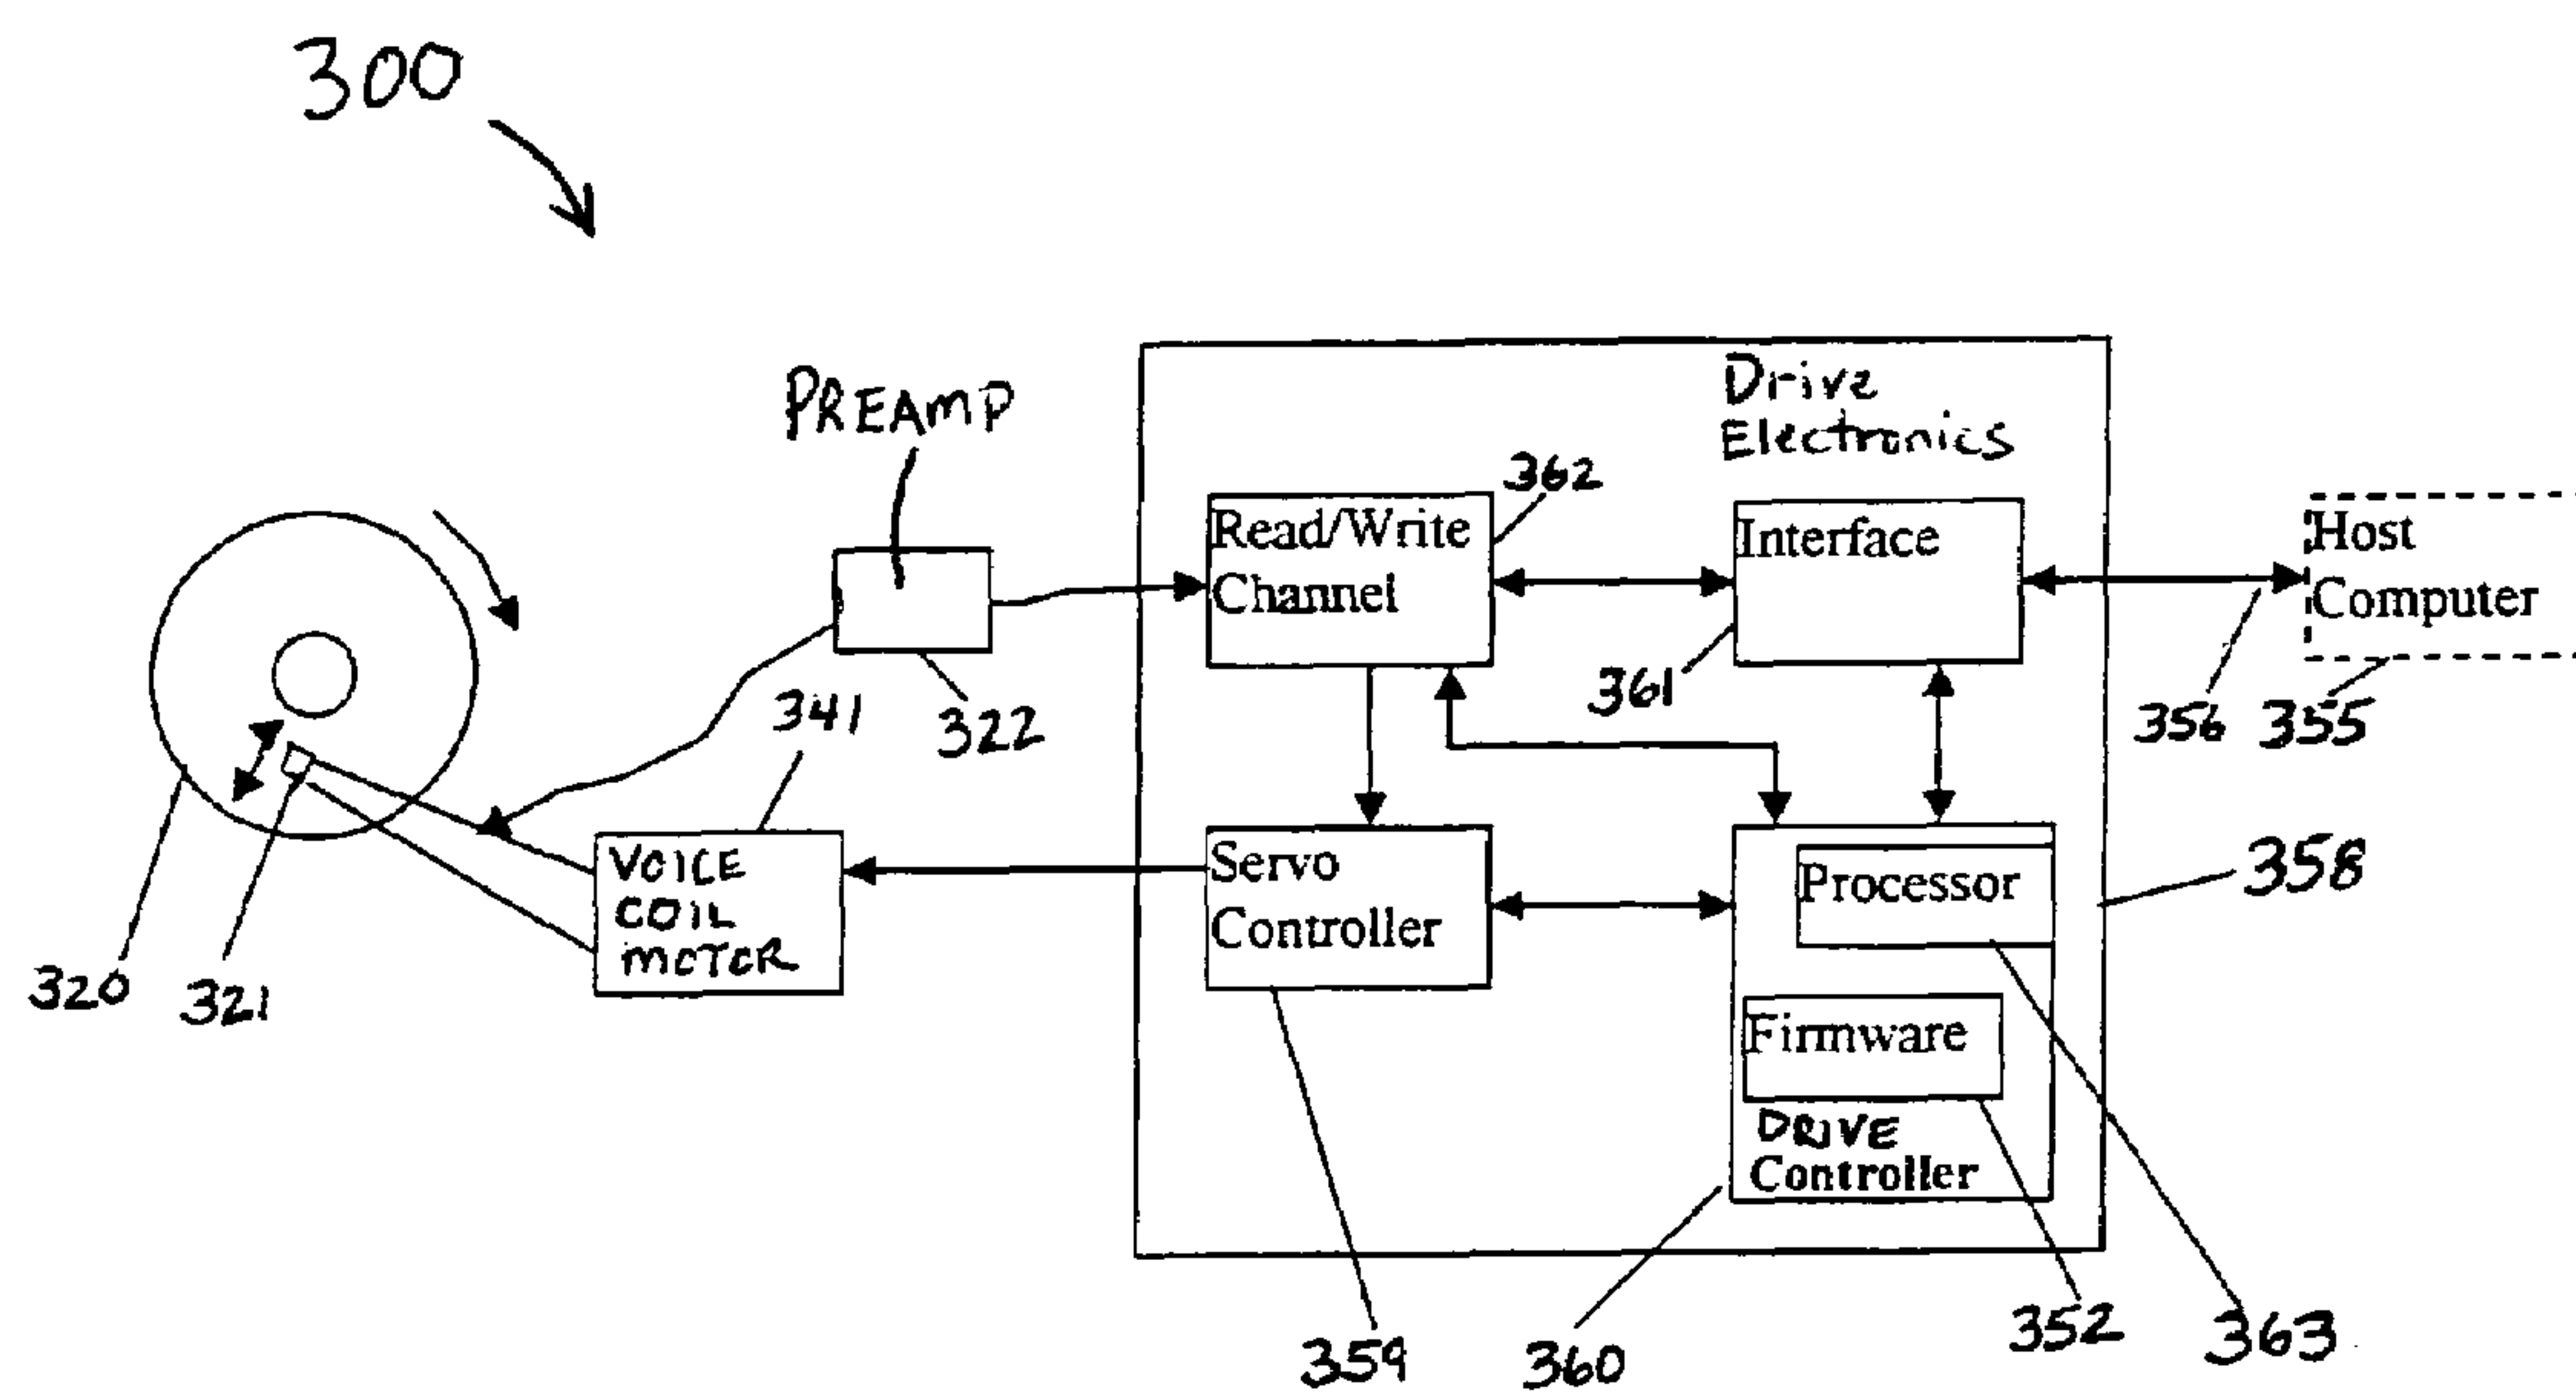 300
PREAMP
Drive
Electronics
362
Read/Write
Channel
Interface
Host
Computer
361
356
355
341
322
VOICE
COIL
MOTOR
Servo
Controller
Processor
358
320
321
Firmware
DRIVE
Controller
359
360
352
363